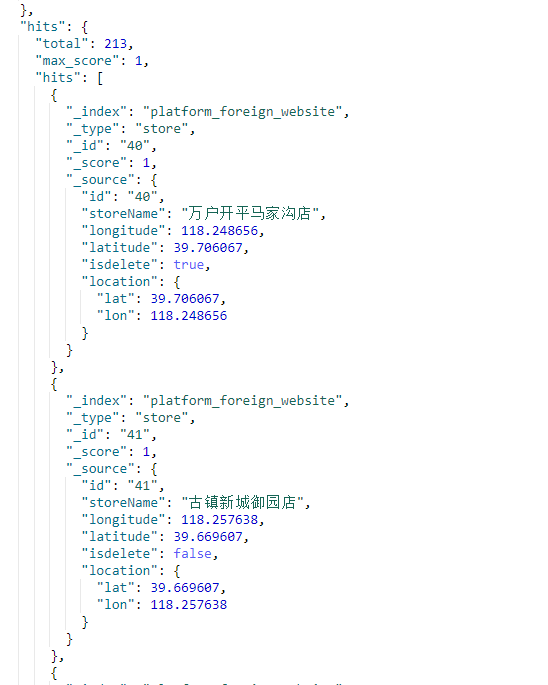 },
"hits": {
"total": 213,
"max_score": 1,
"hits": [
{
"_index": "platform_foreign_website",
"_type": "store",
"_id": "40",
"_score": 1,
"_source": {
"id": "40",
"storeName": "万户开平马家沟店",
"longitude": 118.248656,
"latitude": 39.706067,
"isdelete": true,
"location": {
"lat": 39.706067,
"lon": 118.248656
}
}
},
{
"_index": "platform_foreign_website",
"_type": "store",
"_id": "41",
"_score": 1,
"_source": {
"id": "41",
"storeName": "古镇新城御园店",
"longitude": 118.257638,
"latitude": 39.669607,
"isdelete": false,
"location": {
"lat": 39.669607,
"lon": 118.257638
}
}
},
{